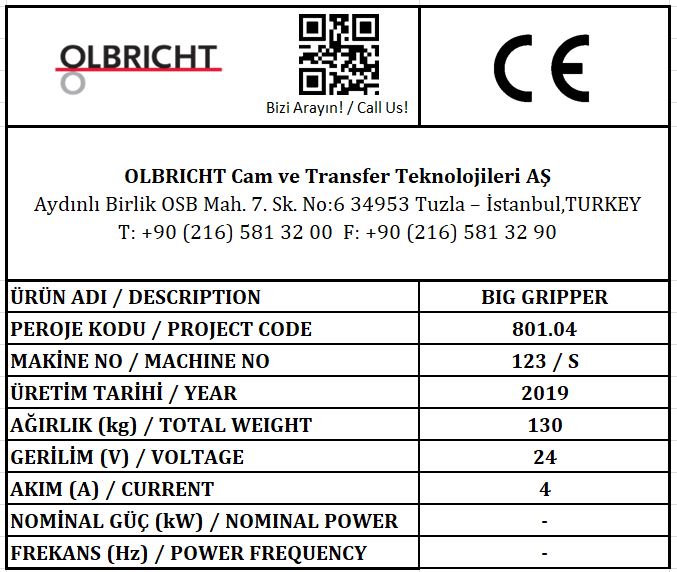 OLBRICHT
Bizi Arayın! / Call Us!
CE
OLBRICHT Cam ve Transfer Teknolojileri AŞ
Aydınlı Birlik OSB Mah. 7. Sk. No:6 34953 Tuzla – İstanbul,TURKEY
T: +90 (216) 581 32 00  F: +90 (216) 581 32 90
ÜRÜN ADI / DESCRIPTION BIG GRIPPER
PEROJE KODU / PROJECT CODE 801.04
MAKİNE NO / MACHINE NO 123 / S
ÜRETİM TARİHİ / YEAR 2019
AĞIRLIK (kg) / TOTAL WEIGHT 130
GERİLİM (V) / VOLTAGE 24
AKIM (A) / CURRENT 4
NOMİNAL GÜÇ (kW) / NOMINAL POWER -
FREKANS (Hz) / POWER FREQUENCY -